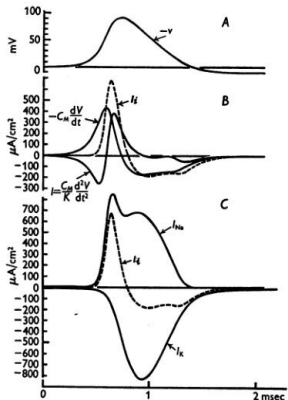 100
50
0
mV
A
-v
500
400
300
200
100
0
-100
-200
-300
μA/cm²
B
-C_M dV/dt
I_i
I = C_M/K d²V/dt²
700
600
500
400
300
200
100
0
-100
-200
-300
-400
-500
-600
-700
-800
μA/cm²
C
I_Na
I_i
I_K
0
1
2 msec